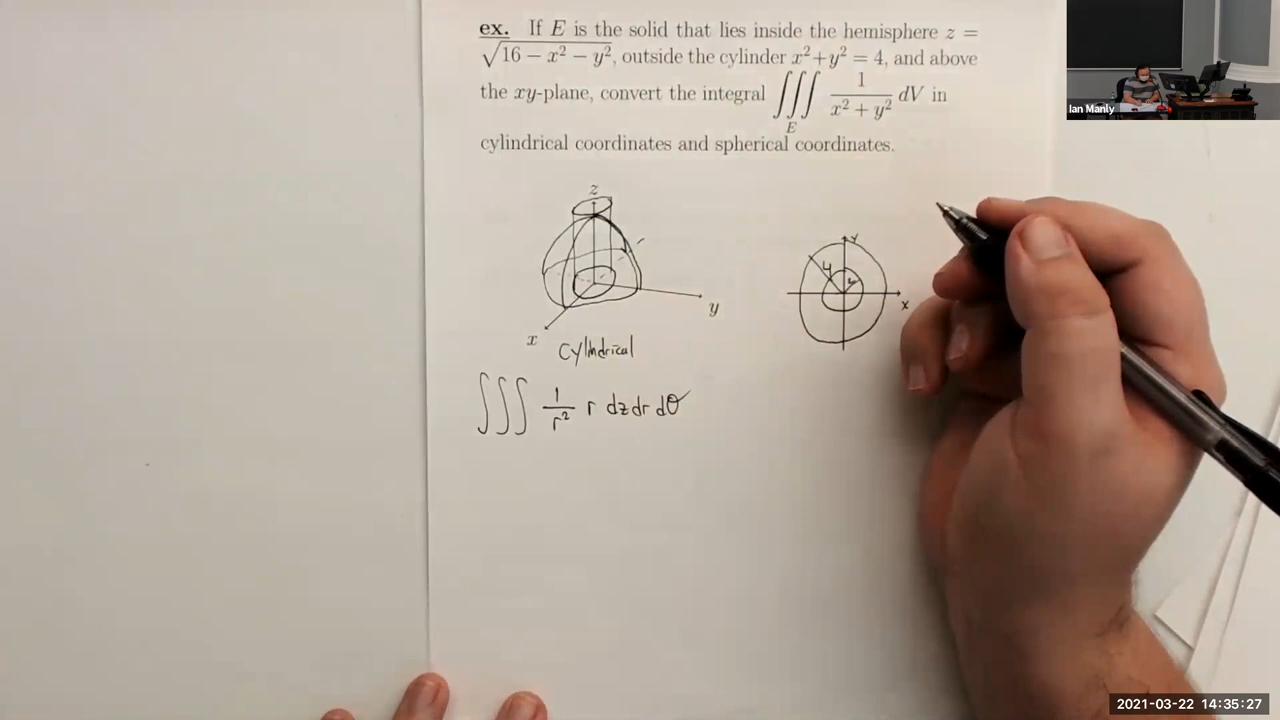 ex. If E is the solid that lies inside the hemisphere z =
√16 − x² − y², outside the cylinder x² + y² = 4, and above
the xy-plane, convert the integral ∭_E 1/(x² + y²) dV in
cylindrical coordinates and spherical coordinates.
Ian Manly
z
y
x
Y
4
2
x
Cylindrical
∫∫∫ 1/r² r dz dr dθ
2021-03-22 14:35:27